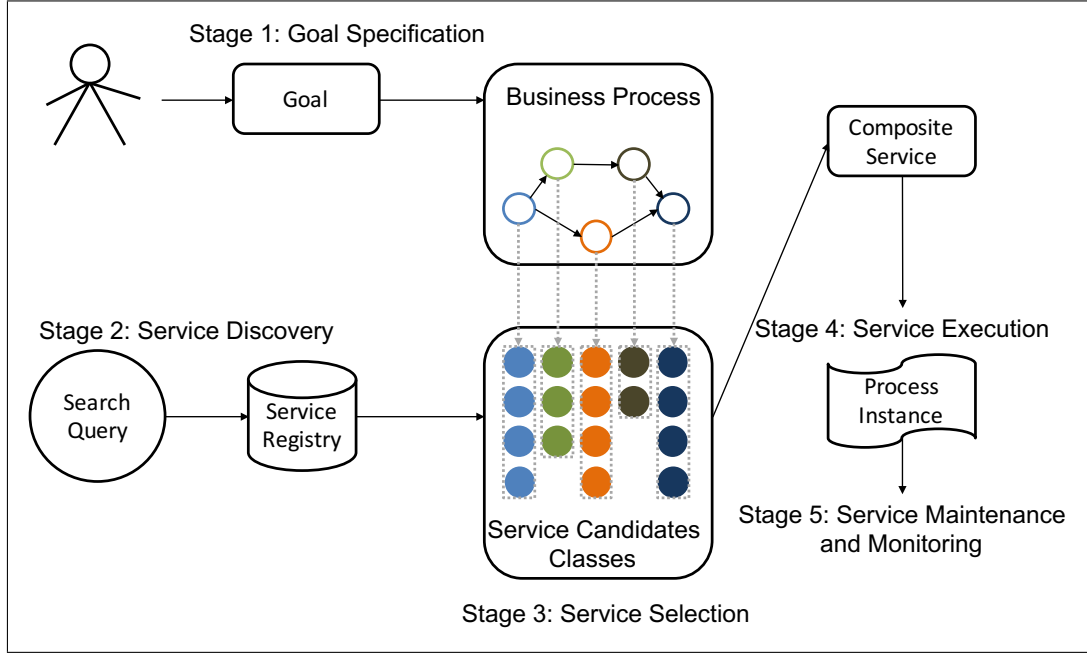 Stage 1: Goal Specification
Goal
Business Process
Composite
Service
Stage 2: Service Discovery
Search
Query
Service
Registry
Service Candidates
Classes
Stage 3: Service Selection
Stage 4: Service Execution
Process
Instance
Stage 5: Service Maintenance
and Monitoring